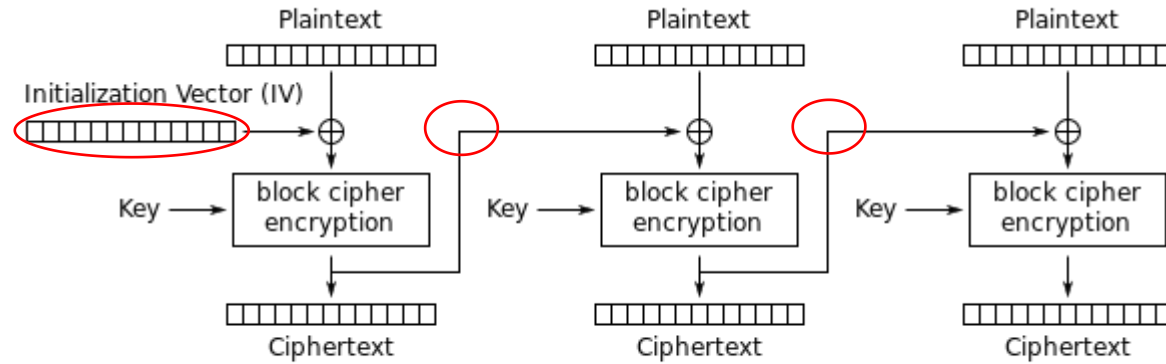 Plaintext
Plaintext
Plaintext
Initialization Vector (IV)
Key
block cipher
encryption
Key
block cipher
encryption
Key
block cipher
encryption
Ciphertext
Ciphertext
Ciphertext